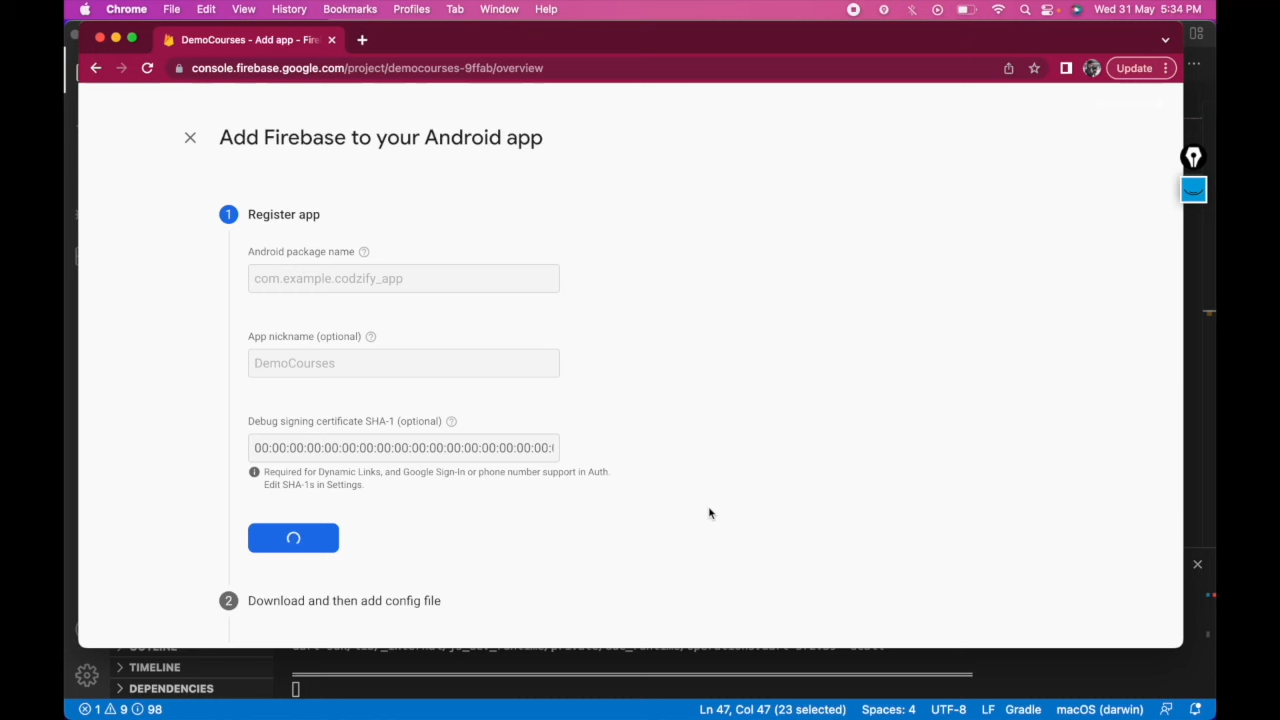 Chrome File Edit View History Bookmarks Profiles Tab Window Help Wed 31 May 5:34 PM
DemoCourses - Add app - Fire
console.firebase.google.com/project/democourses-9ffab/overview Update
Add Firebase to your Android app
1 Register app
Android package name ?
com.example.codzify_app
App nickname (optional) ?
DemoCourses
Debug signing certificate SHA-1 (optional) ?
00:00:00:00:00:00:00:00:00:00:00:00:00:00:00:00:00:
Required for Dynamic Links, and Google Sign-In or phone number support in Auth.
Edit SHA-1s in Settings.
2 Download and then add config file
OUTLINE
TIMELINE
DEPENDENCIES
1 9 98 Ln 47, Col 47 (23 selected) Spaces: 4 UTF-8 LF Gradle macOS (darwin)